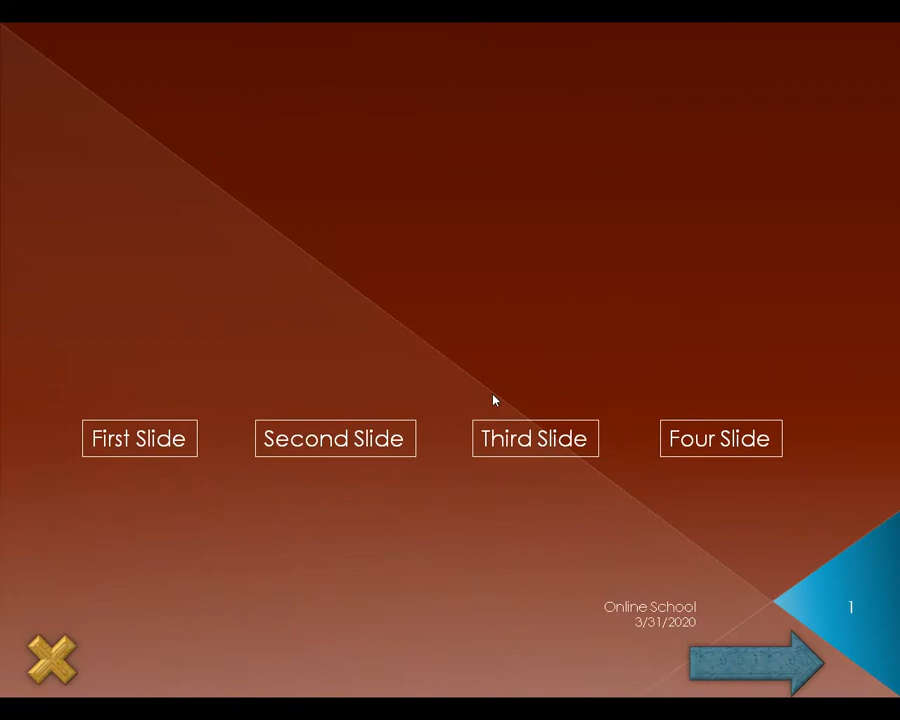 First Slide
Second Slide
Third Slide
Four Slide
Online School
3/31/2020
1